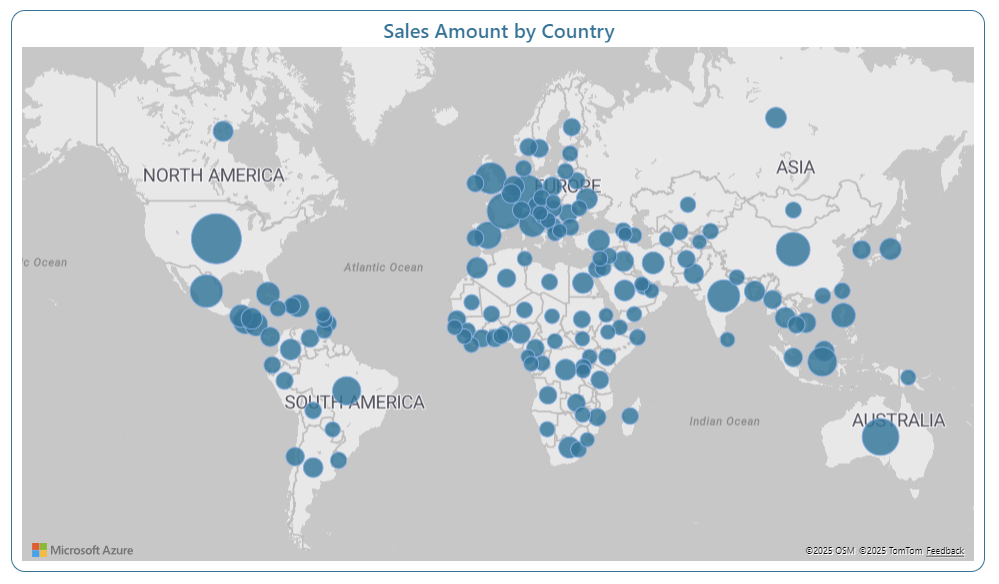 Sales Amount by Country
NORTH AMERICA
EUROPE
ASIA
c Ocean
Atlantic Ocean
SOUTH AMERICA
Indian Ocean
AUSTRALIA
Microsoft Azure
©2025 OSM ©2025 TomTom Feedback